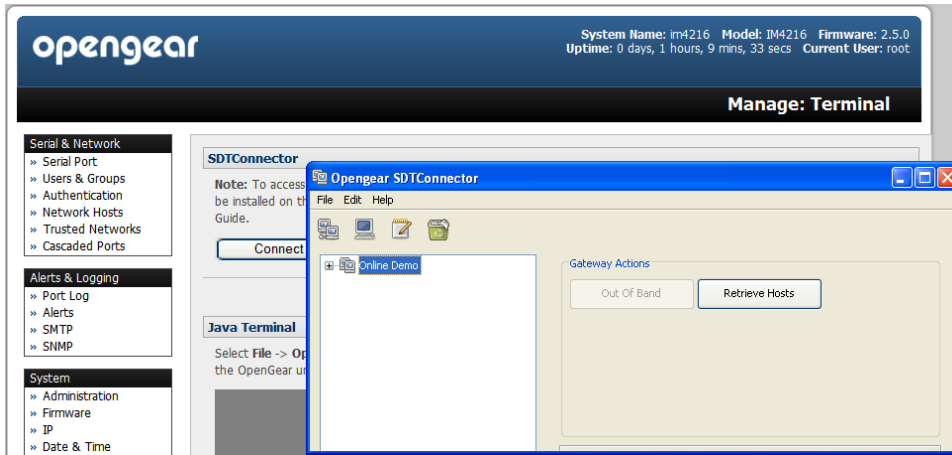 opengear
System Name: im4216 Model: IM4216 Firmware: 2.5.0
Uptime: 0 days, 1 hours, 9 mins, 33 secs Current User: root
Manage: Terminal
Serial & Network
» Serial Port
» Users & Groups
» Authentication
» Network Hosts
» Trusted Networks
» Cascaded Ports
Alerts & Logging
» Port Log
» Alerts
» SMTP
» SNMP
System
» Administration
» Firmware
» IP
» Date & Time
SDTConnector
Note: To access
be installed on th
Guide.
Connect
Java Terminal
Select File -> Op
the OpenGear un
Opengear SDTConnector
File Edit Help
Online Demo
Gateway Actions
Out Of Band
Retrieve Hosts